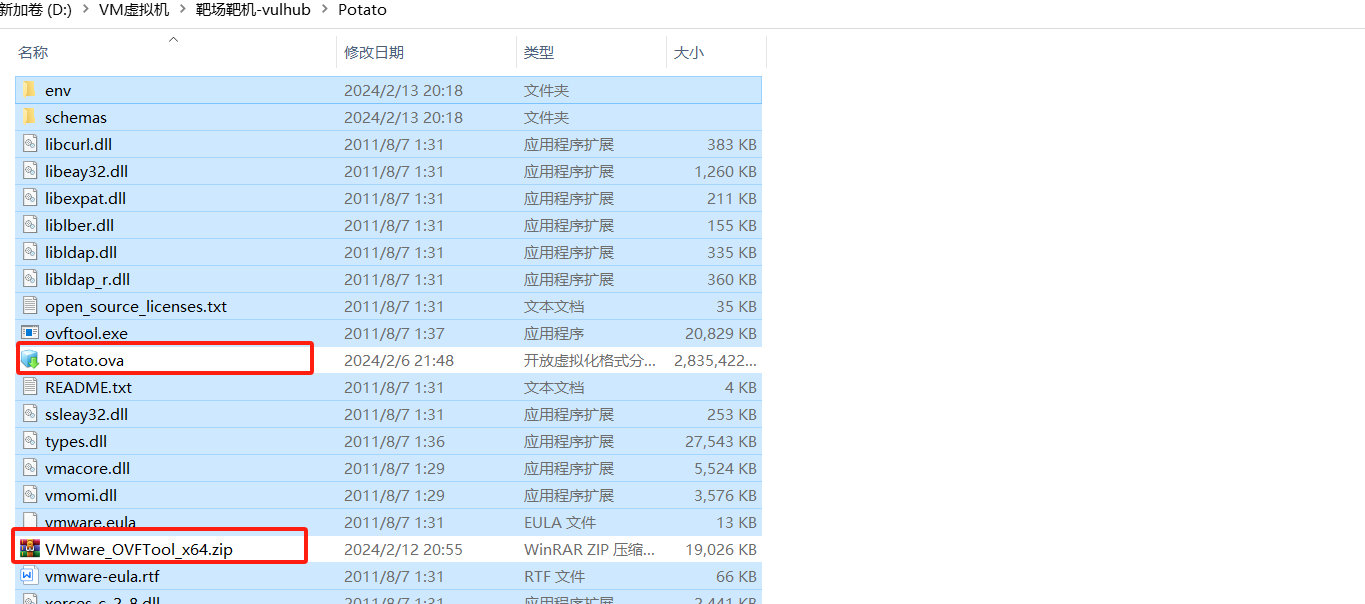 新加卷 (D:) > VM虚拟机 > 靶场靶机-vulhub > Potato
名称 修改日期 类型 大小
env 2024/2/13 20:18 文件夹
schemas 2024/2/13 20:18 文件夹
libcurl.dll 2011/8/7 1:31 应用程序扩展 383 KB
libeay32.dll 2011/8/7 1:31 应用程序扩展 1,260 KB
libexpat.dll 2011/8/7 1:31 应用程序扩展 211 KB
liblber.dll 2011/8/7 1:31 应用程序扩展 155 KB
libldap.dll 2011/8/7 1:31 应用程序扩展 335 KB
libldap_r.dll 2011/8/7 1:31 应用程序扩展 360 KB
open_source_licenses.txt 2011/8/7 1:31 文本文档 35 KB
ovftool.exe 2011/8/7 1:37 应用程序 20,829 KB
Potato.ova 2024/2/6 21:48 开放虚拟化格式分... 2,835,422...
README.txt 2011/8/7 1:31 文本文档 4 KB
ssleay32.dll 2011/8/7 1:31 应用程序扩展 253 KB
types.dll 2011/8/7 1:36 应用程序扩展 27,543 KB
vmacore.dll 2011/8/7 1:29 应用程序扩展 5,524 KB
vmomi.dll 2011/8/7 1:29 应用程序扩展 3,576 KB
vmware.eula 2011/8/7 1:31 EULA 文件 13 KB
VMware_OVFTool_x64.zip 2024/2/12 20:55 WinRAR ZIP 压缩... 19,026 KB
vmware-eula.rtf 2011/8/7 1:31 RTF 文件 66 KB
xerces-c_2_8.dll 2011/8/7 1:31 应用程序扩展 2,441 KB